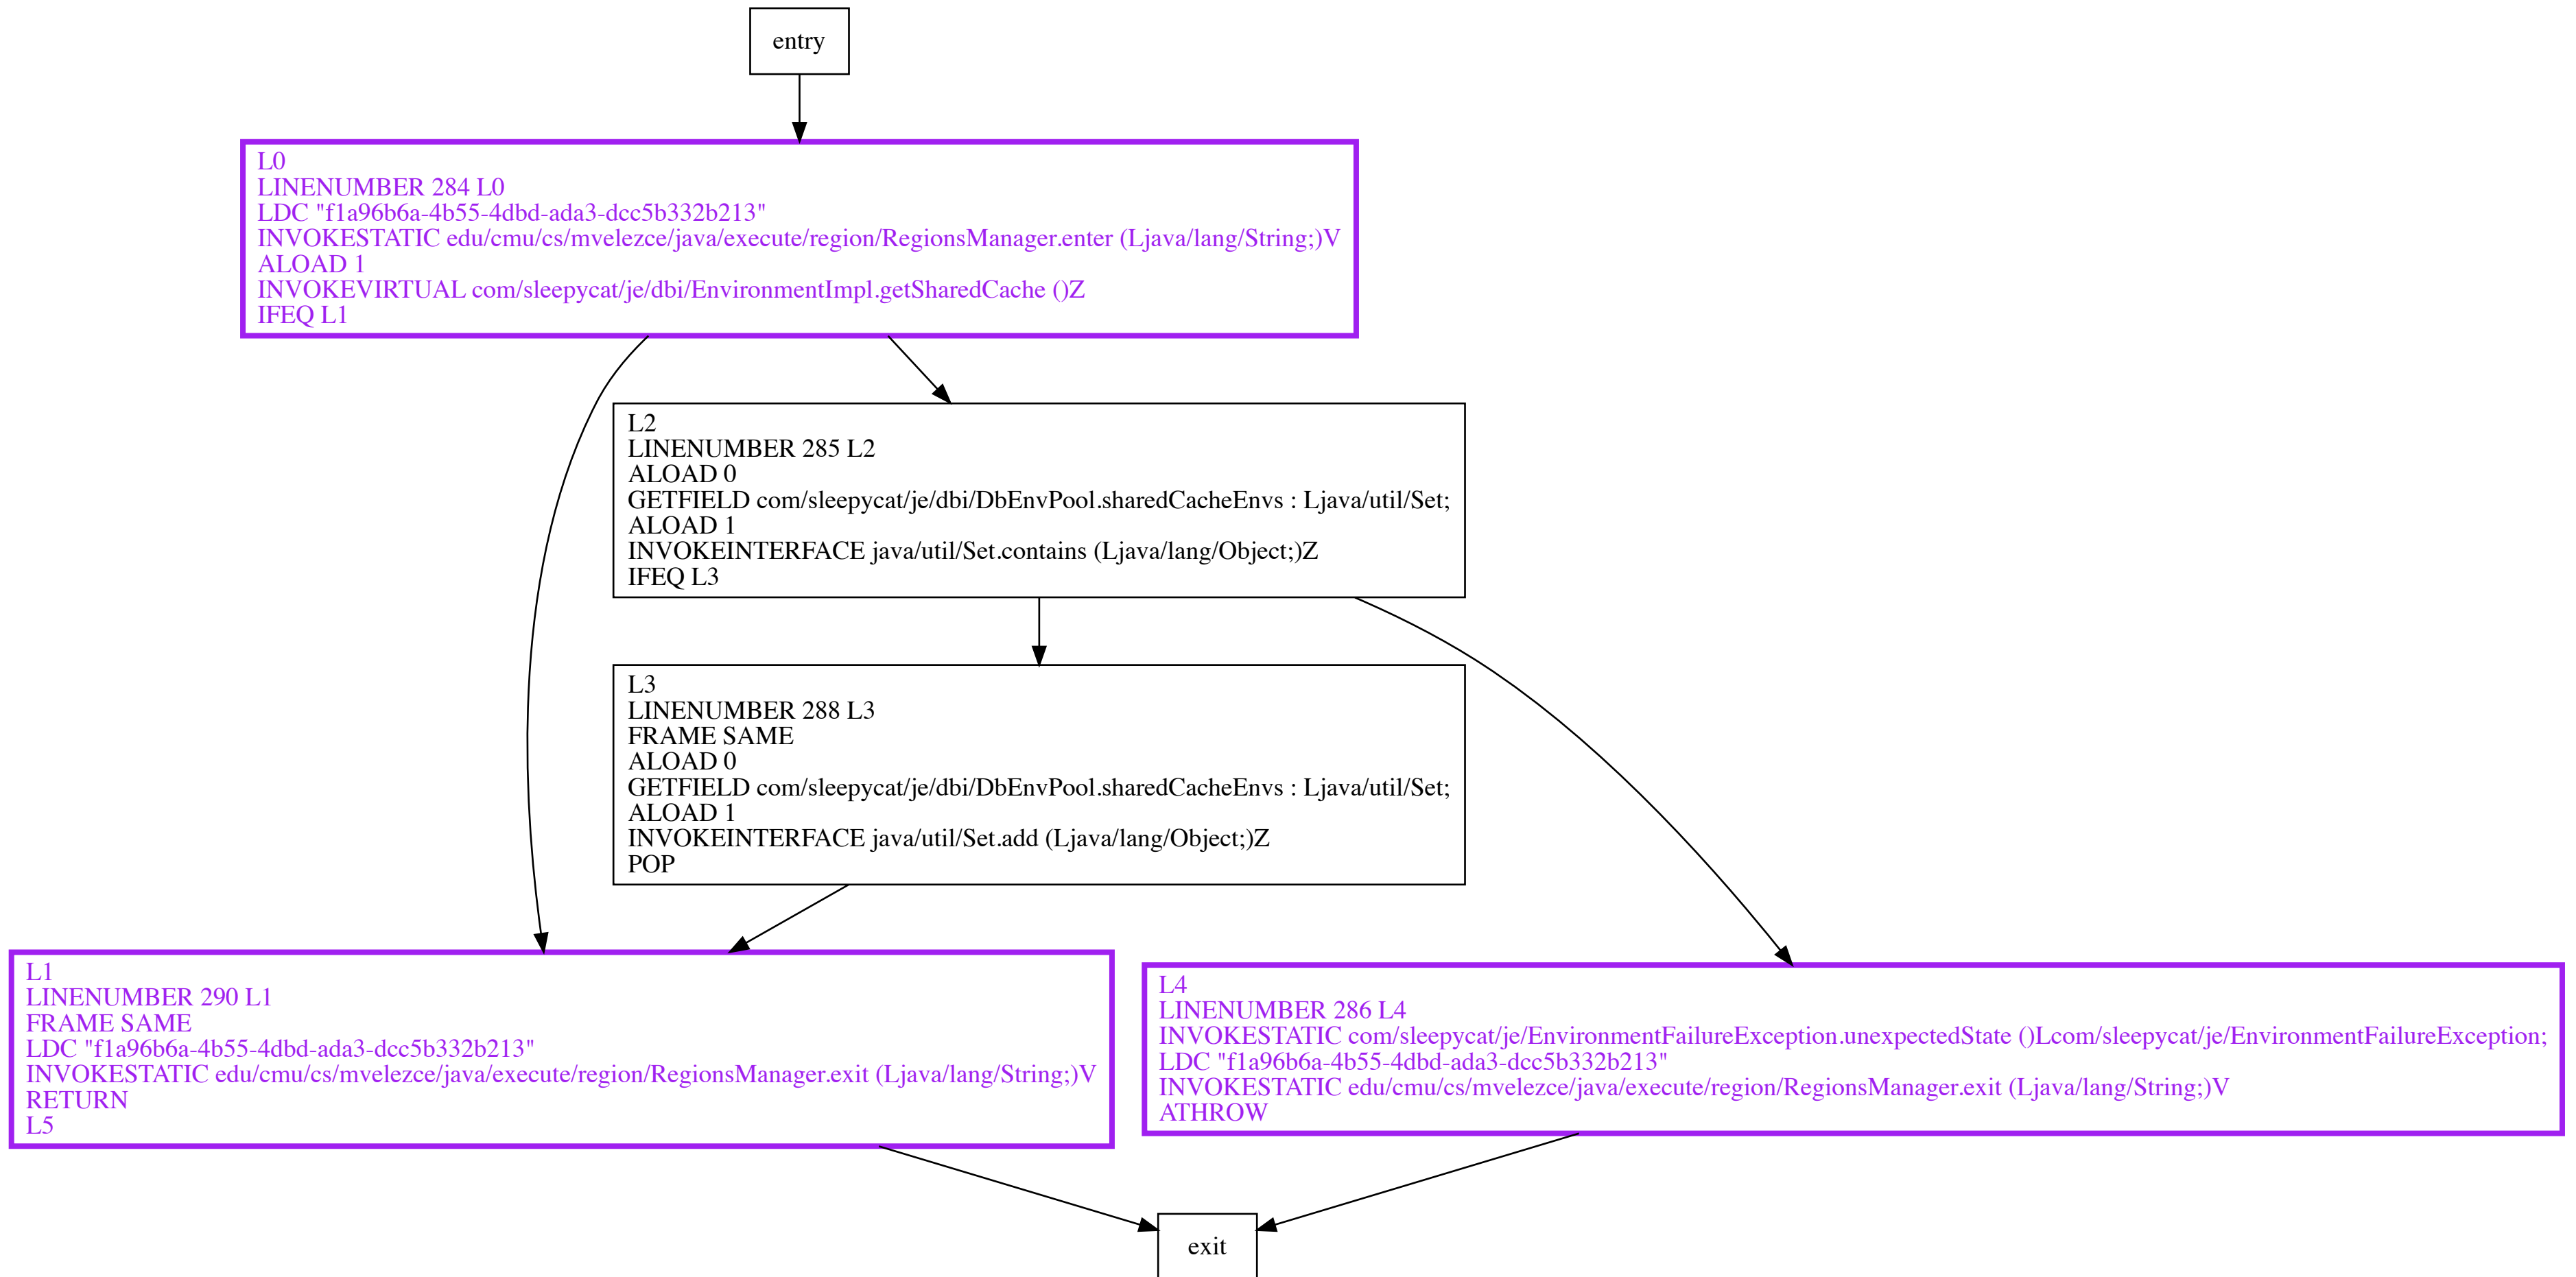 entry
L0
LINENUMBER 284 L0
LDC "f1a96b6a-4b55-4dbd-ada3-dcc5b332b213"
INVOKESTATIC edu/cmu/cs/mvelezce/java/execute/region/RegionsManager.enter (Ljava/lang/String;)V
ALOAD 1
INVOKEVIRTUAL com/sleepycat/je/dbi/EnvironmentImpl.getSharedCache ()Z
IFEQ L1
L2
LINENUMBER 285 L2
ALOAD 0
GETFIELD com/sleepycat/je/dbi/DbEnvPool.sharedCacheEnvs : Ljava/util/Set;
ALOAD 1
INVOKEINTERFACE java/util/Set.contains (Ljava/lang/Object;)Z
IFEQ L3
L3
LINENUMBER 288 L3
FRAME SAME
ALOAD 0
GETFIELD com/sleepycat/je/dbi/DbEnvPool.sharedCacheEnvs : Ljava/util/Set;
ALOAD 1
INVOKEINTERFACE java/util/Set.add (Ljava/lang/Object;)Z
POP
L1
LINENUMBER 290 L1
FRAME SAME
LDC "f1a96b6a-4b55-4dbd-ada3-dcc5b332b213"
INVOKESTATIC edu/cmu/cs/mvelezce/java/execute/region/RegionsManager.exit (Ljava/lang/String;)V
RETURN
L5
L4
LINENUMBER 286 L4
INVOKESTATIC com/sleepycat/je/EnvironmentFailureException.unexpectedState ()Lcom/sleepycat/je/EnvironmentFailureException;
LDC "f1a96b6a-4b55-4dbd-ada3-dcc5b332b213"
INVOKESTATIC edu/cmu/cs/mvelezce/java/execute/region/RegionsManager.exit (Ljava/lang/String;)V
ATHROW
exit